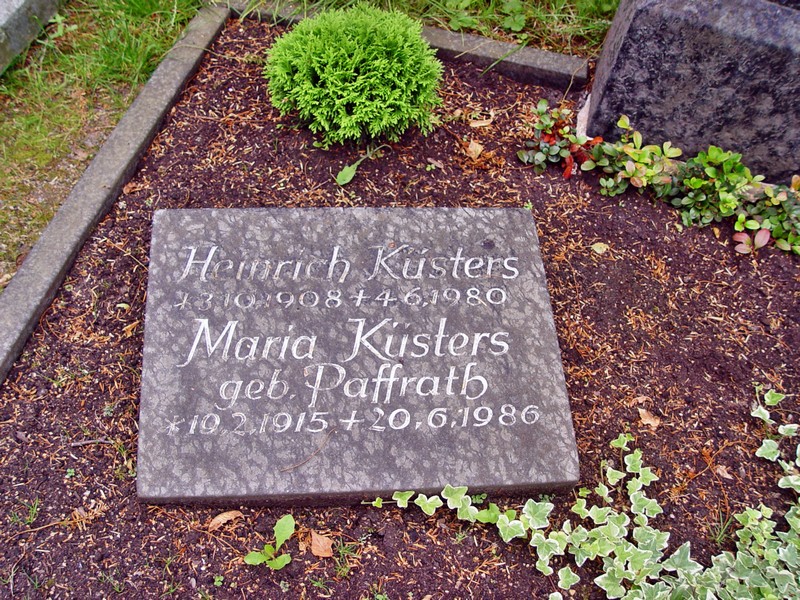 Heinrich Küsters
* 3.10.1908 + 4.6.1980
Maria Küsters
geb. Paffrath
* 19.2.1915 + 20.6.1986